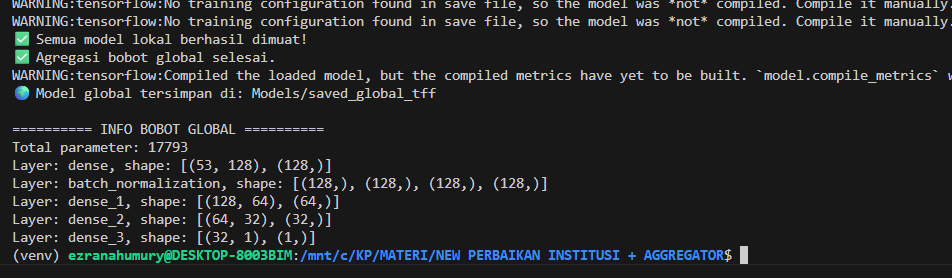 WARNING:tensorflow:No training configuration found in save file, so the model was *not* compiled. Compile it manually.
WARNING:tensorflow:No training configuration found in save file, so the model was *not* compiled. Compile it manually.
✅ Semua model lokal berhasil dimuat!
✅ Agregasi bobot global selesai.
WARNING:tensorflow:Compiled the loaded model, but the compiled metrics have yet to be built. `model.compile_metrics` w
🌍 Model global tersimpan di: Models/saved_global_tff
========== INFO BOBOT GLOBAL ==========
Total parameter: 17793
Layer: dense, shape: [(53, 128), (128,)]
Layer: batch_normalization, shape: [(128,), (128,), (128,), (128,)]
Layer: dense_1, shape: [(128, 64), (64,)]
Layer: dense_2, shape: [(64, 32), (32,)]
Layer: dense_3, shape: [(32, 1), (1,)]
(venv) ezranahumury@DESKTOP-8003BIM:/mnt/c/KP/MATERI/NEW PERBAIKAN INSTITUSI + AGGREGATOR$